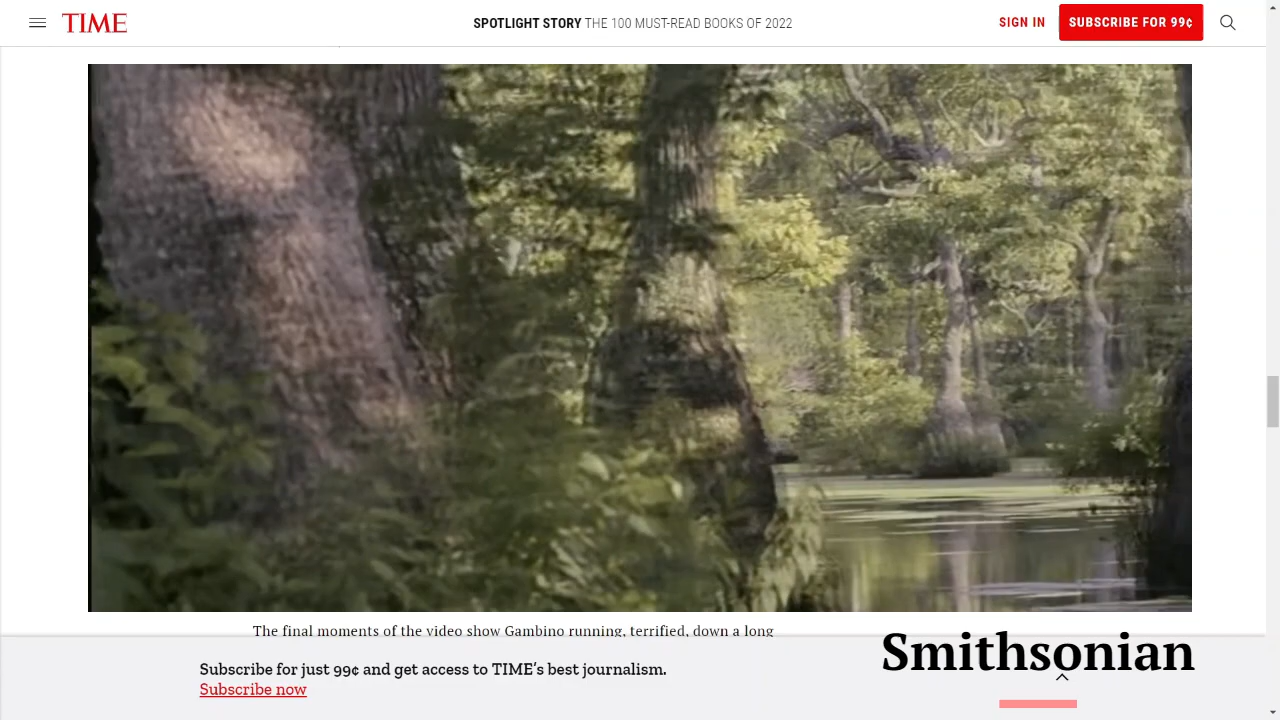 TIME
SPOTLIGHT STORY THE 100 MUST-READ BOOKS OF 2022
SIGN IN
SUBSCRIBE FOR 99¢
The final moments of the video show Gambino running, terrified, down a long
Subscribe for just 99¢ and get access to TIME's best journalism.
Subscribe now
Smithsonian